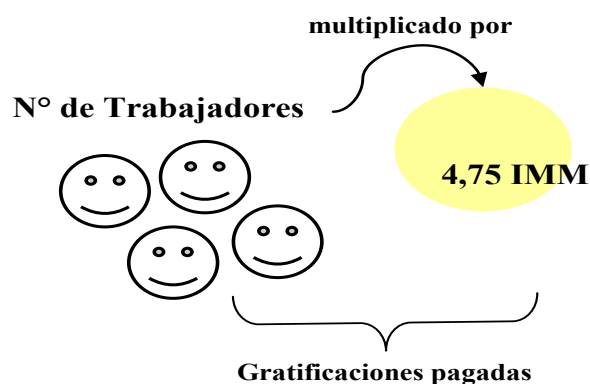 multiplicado por
N° de Trabajadores
4,75 IMM
Gratificaciones pagadas